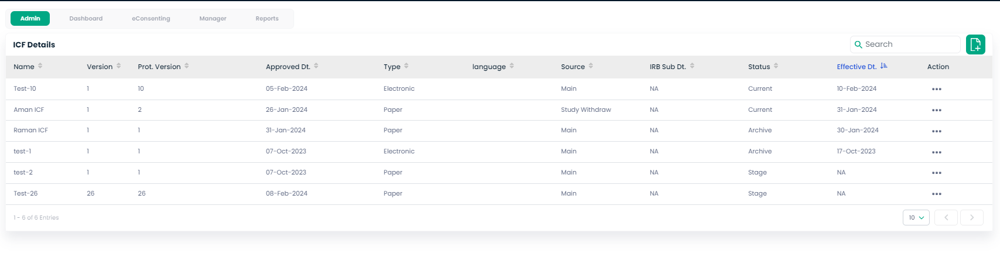 Admin Dashboard eConsenting Manager Reports
ICF Details Search
Name Version Prot. Version Approved Dt. Type language Source IRB Sub Dt. Status Effective Dt. Action
Test-10 1 10 05-Feb-2024 Electronic Main NA Current 10-Feb-2024
Aman ICF 1 2 26-Jan-2024 Paper Study Withdraw NA Current 31-Jan-2024
Raman ICF 1 1 31-Jan-2024 Paper Main NA Archive 30-Jan-2024
test-1 1 1 07-Oct-2023 Electronic Main NA Archive 17-Oct-2023
test-2 1 1 07-Oct-2023 Paper Main NA Stage NA
Test-26 26 26 08-Feb-2024 Paper Main NA Stage NA
1 - 6 of 6 Entries 10